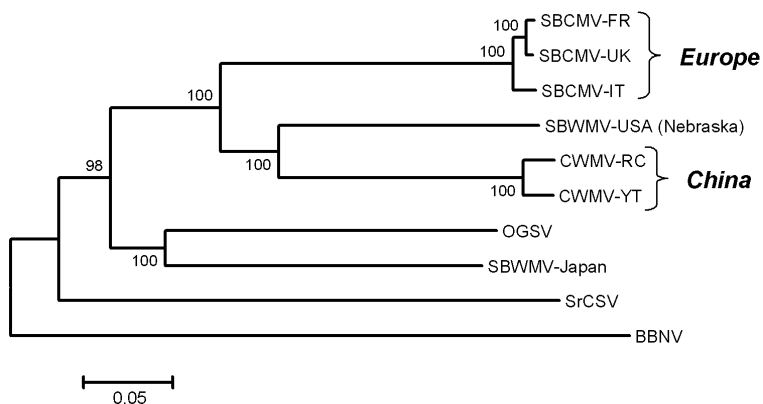 SBCMV-FR
100
SBCMV-UK
Europe
100
SBCMV-IT
100
SBWMV-USA (Nebraska)
100
CWMV-RC
China
100
CWMV-YT
98
OGSV
100
SBWMV-Japan
SrCSV
BBNV
0.05